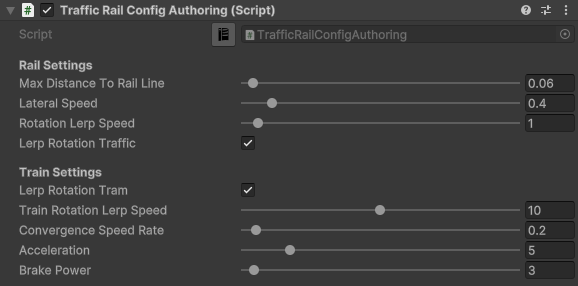 # Traffic Rail Config Authoring (Script)
Script # TrafficRailConfigAuthoring
Rail Settings
Max Distance To Rail Line 0.06
Lateral Speed 0.4
Rotation Lerp Speed 1
Lerp Rotation Traffic
Train Settings
Lerp Rotation Tram
Train Rotation Lerp Speed 10
Convergence Speed Rate 0.2
Acceleration 5
Brake Power 3